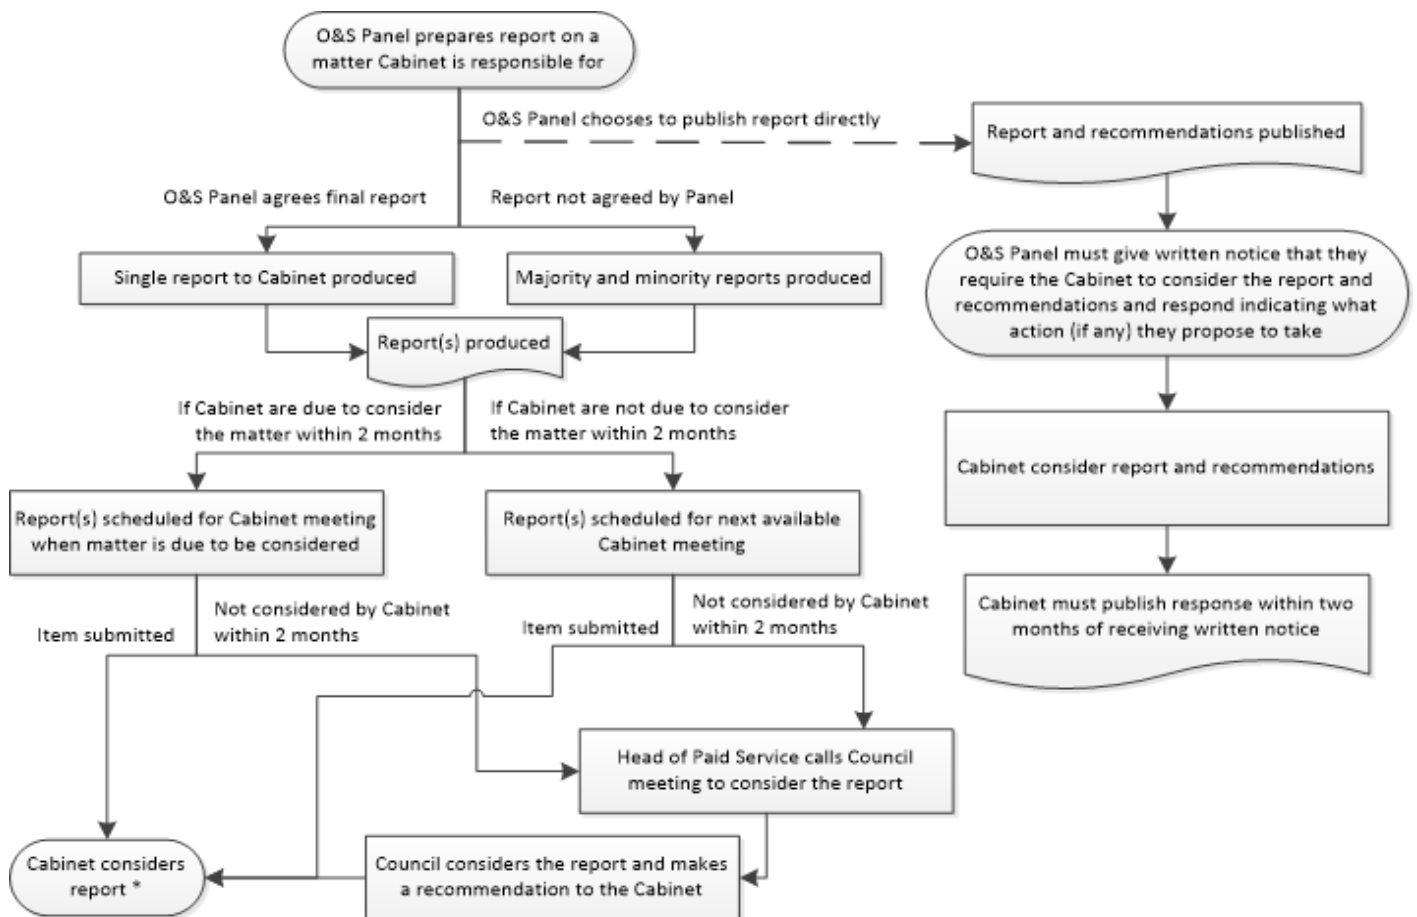 O&S Panel prepares report on a
matter Cabinet is responsible for
O&S Panel chooses to publish report directly
Report and recommendations published
O&S Panel agrees final report
Report not agreed by Panel
Single report to Cabinet produced
Majority and minority reports produced
O&S Panel must give written notice that they
require the Cabinet to consider the report and
recommendations and respond indicating what
action (if any) they propose to take
Report(s) produced
If Cabinet are due to consider
the matter within 2 months
If Cabinet are not due to consider
the matter within 2 months
Cabinet consider report and recommendations
Report(s) scheduled for Cabinet meeting
when matter is due to be considered
Report(s) scheduled for next available
Cabinet meeting
Item submitted
Not considered by Cabinet
within 2 months
Item submitted
Not considered by Cabinet
within 2 months
Cabinet must publish response within two
months of receiving written notice
Head of Paid Service calls Council
meeting to consider the report
Cabinet considers
report *
Council considers the report and makes
a recommendation to the Cabinet